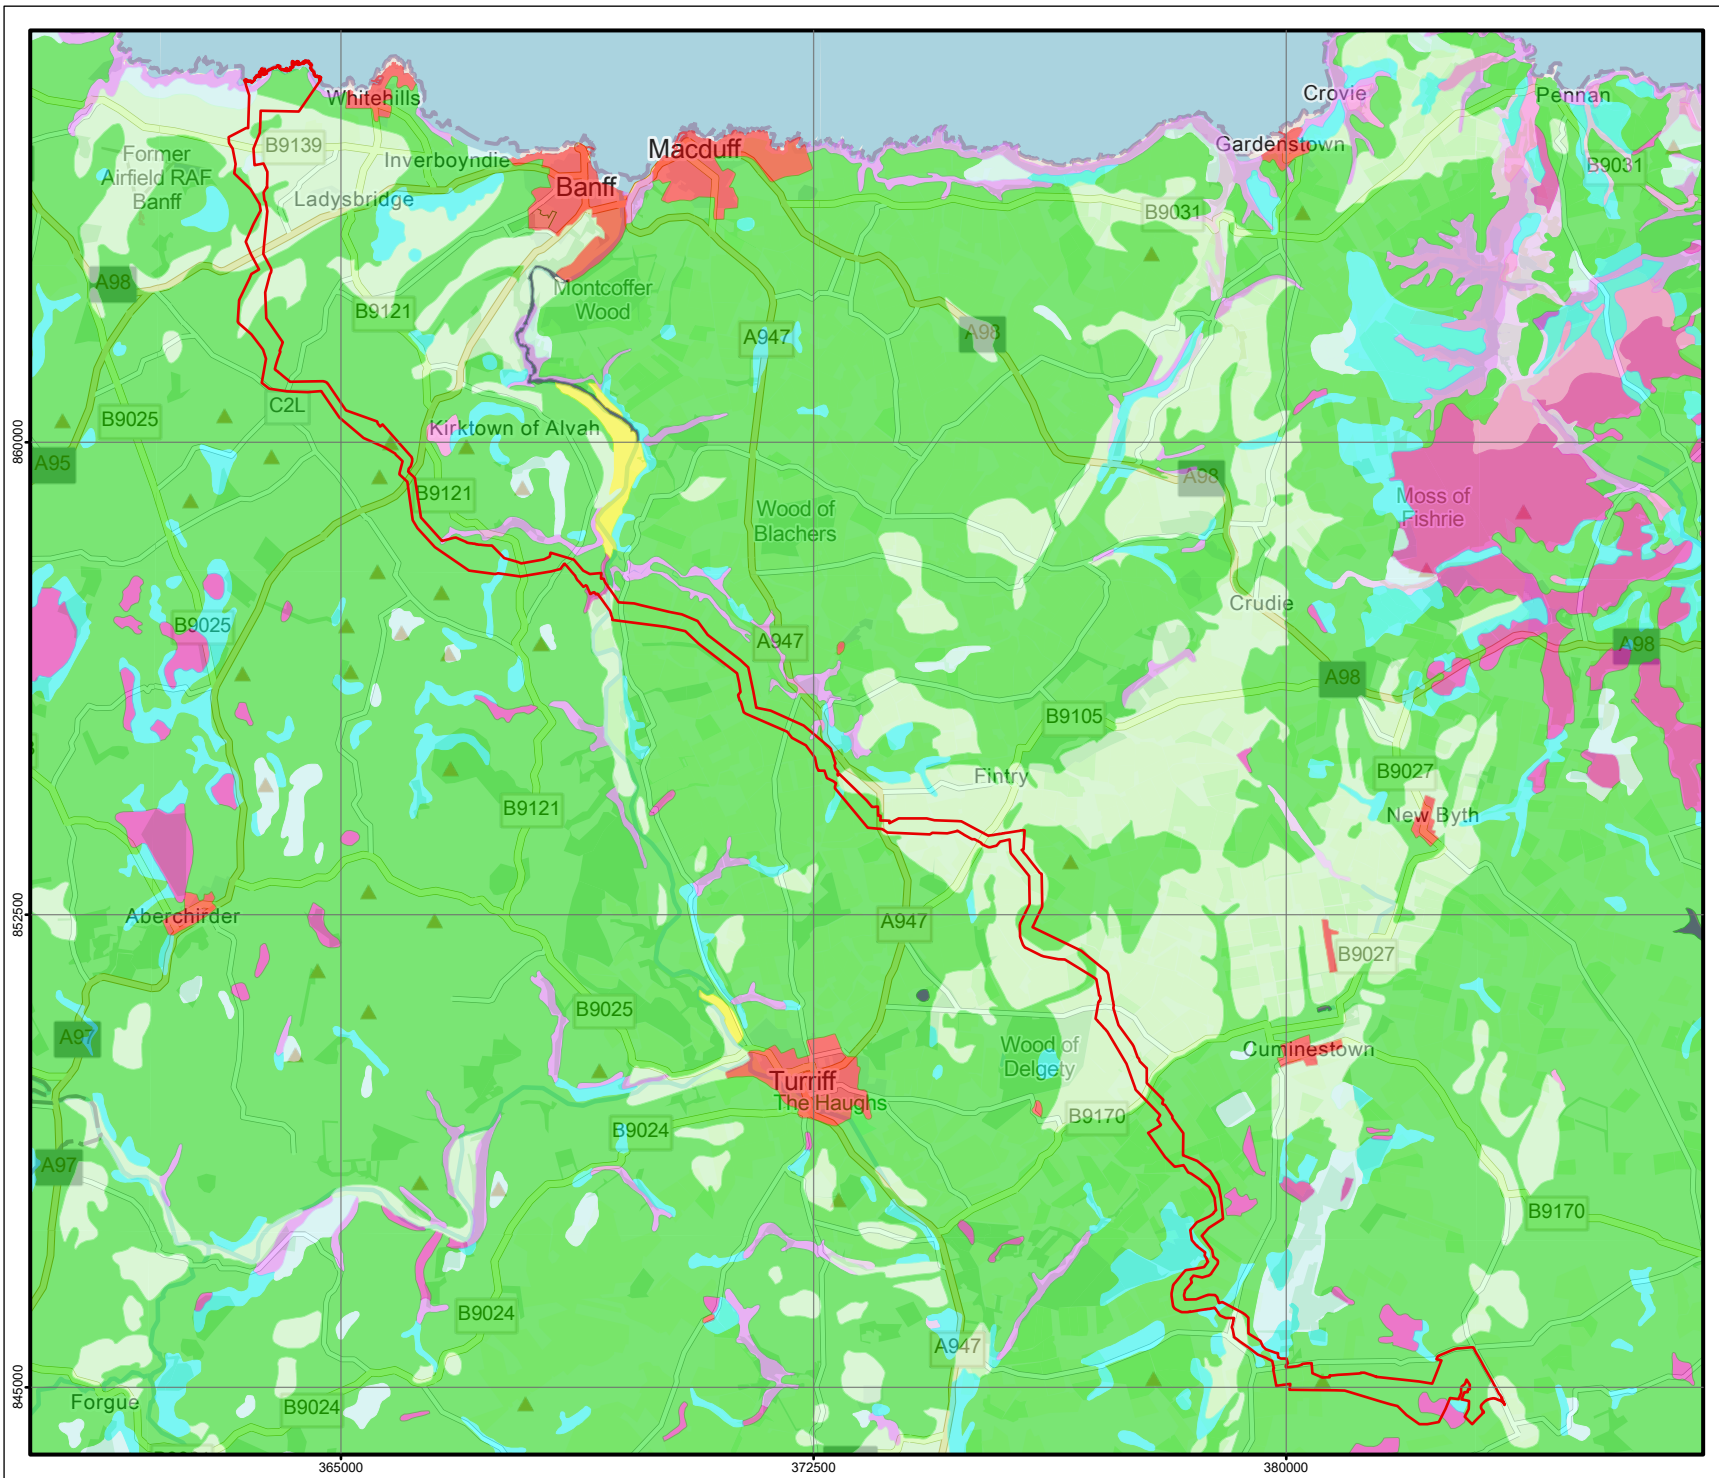 Whitehills
Crovie
Pennan
B9139
Gardenstown
Macduff
Former
Airfield RAF
Banff
Inverboyndie
B9031
Banff
Ladysbridge
B9031
A98
Montcoffer
Wood
B9121
A947
A98
C2L
B9025
Kirktown of Alvah
860000
A95
A98
B9121
Moss of
Fishrie
Wood of
Blachers
Crudie
B9025
A947
A98
A98
B9105
Fintry
B9027
B9121
New Byth
Aberchirder
852500
A947
B9027
B9025
A97
Wood of
Delgety
Cuminestown
Turriff
The Haughs
B9170
B9024
A97
B9170
B9024
A947
845000
Forgue
B9024
365000
372500
380000